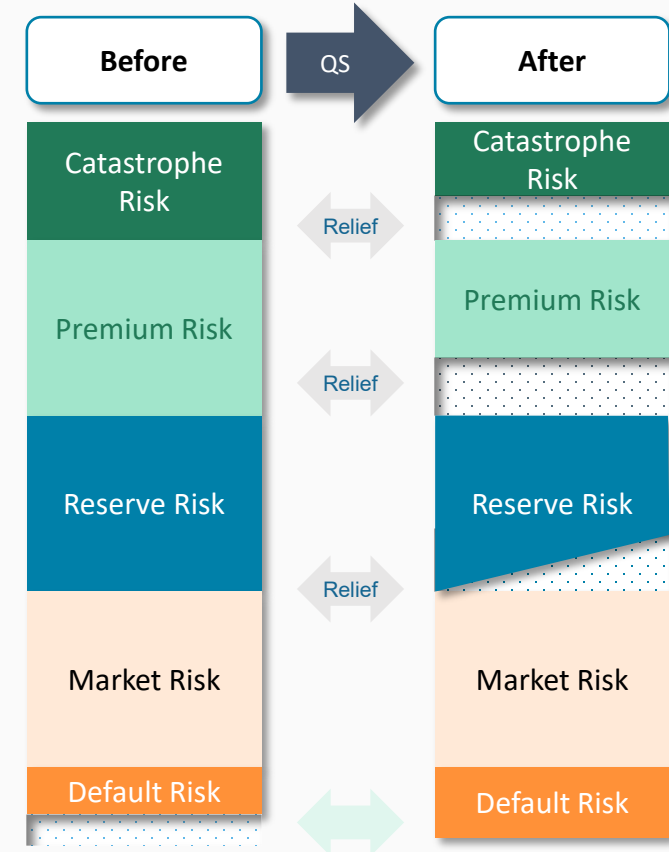 Before
QS
After
Catastrophe
Risk
Catastrophe
Risk
Relief
Premium Risk
Premium Risk
Relief
Reserve Risk
Reserve Risk
Relief
Market Risk
Market Risk
Default Risk
Default Risk